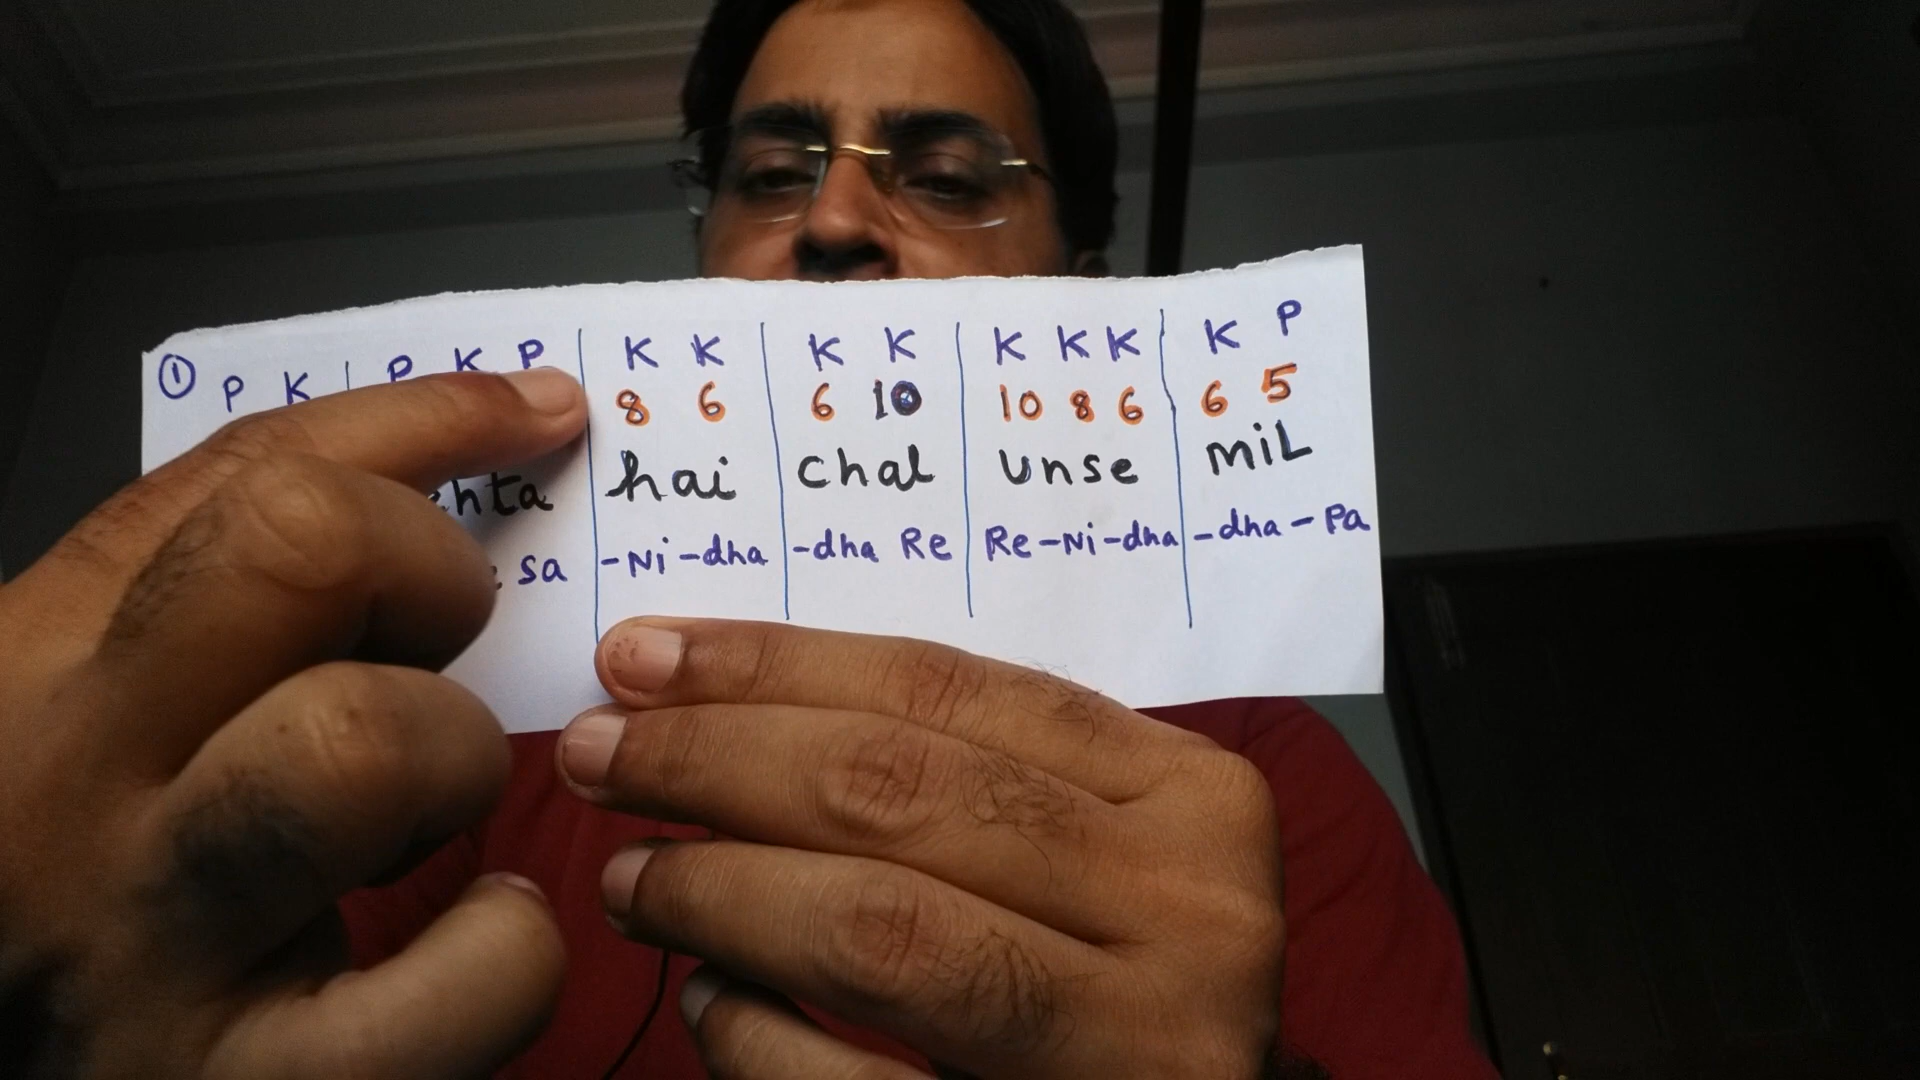 ① P K | P K P | K K | K K | K K K | K P
8 6 | 6 10 | 10 8 6 | 6 5
hai | Chal | Unse | miL
sa | -Ni -dha | -dha Re | Re -Ni -dha | -dha - Pa